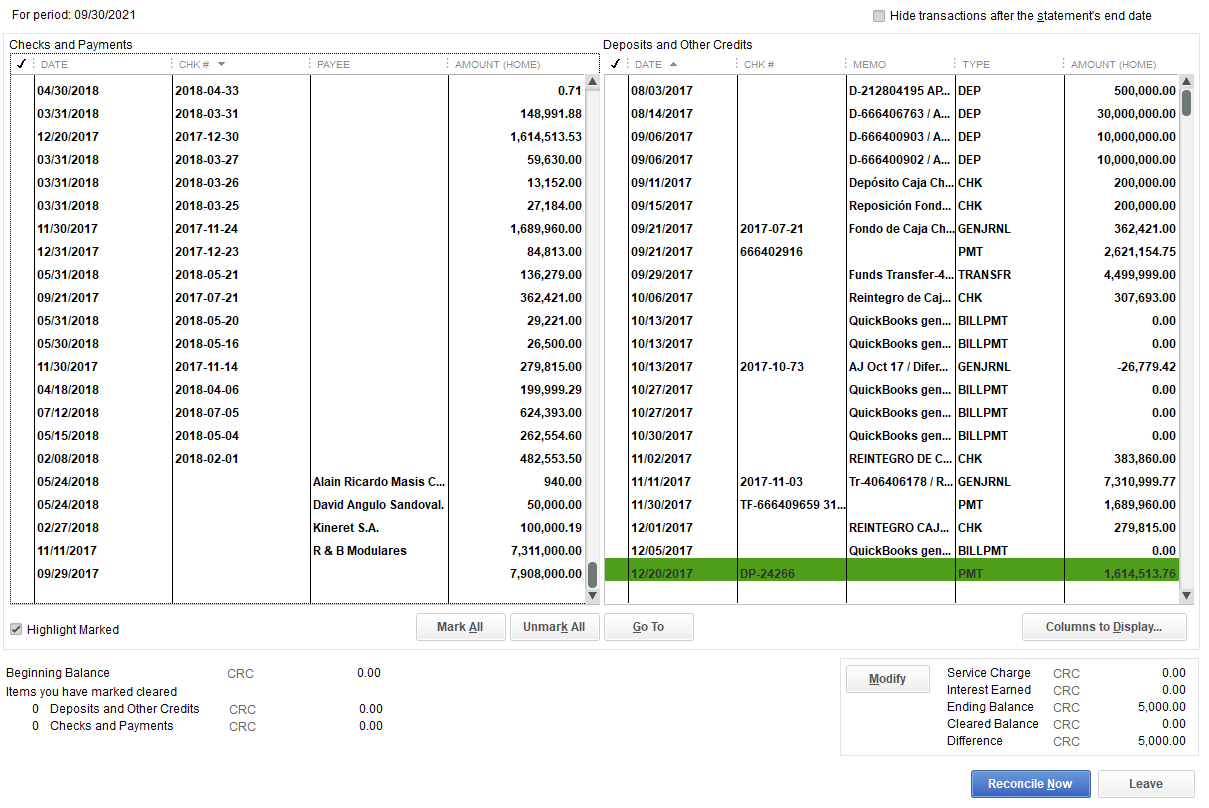 For period: 09/30/2021
Hide transactions after the statement's end date
Checks and Payments
✓ DATE CHK # PAYEE AMOUNT (HOME)
04/30/2018 2018-04-33 0.71
03/31/2018 2018-03-31 148,991.88
12/20/2017 2017-12-30 1,614,513.53
03/31/2018 2018-03-27 59,630.00
03/31/2018 2018-03-26 13,152.00
03/31/2018 2018-03-25 27,184.00
11/30/2017 2017-11-24 1,689,960.00
12/31/2017 2017-12-23 84,813.00
05/31/2018 2018-05-21 136,279.00
09/21/2017 2017-07-21 362,421.00
05/31/2018 2018-05-20 29,221.00
05/30/2018 2018-05-16 26,500.00
11/30/2017 2017-11-14 279,815.00
04/18/2018 2018-04-06 199,999.29
07/12/2018 2018-07-05 624,393.00
05/15/2018 2018-05-04 262,554.60
02/08/2018 2018-02-01 482,553.50
05/24/2018 Alain Ricardo Masis C... 940.00
05/24/2018 David Angulo Sandoval. 50,000.00
02/27/2018 Kineret S.A. 100,000.19
11/11/2017 R & B Modulares 7,311,000.00
09/29/2017 7,908,000.00
Deposits and Other Credits
✓ DATE CHK # MEMO TYPE AMOUNT (HOME)
08/03/2017 D-212804195 AP... DEP 500,000.00
08/14/2017 D-666406763 / A... DEP 30,000,000.00
09/06/2017 D-666400903 / A... DEP 10,000,000.00
09/06/2017 D-666400902 / A... DEP 10,000,000.00
09/11/2017 Depósito Caja Ch... CHK 200,000.00
09/15/2017 Reposición Fond... CHK 200,000.00
09/21/2017 2017-07-21 Fondo de Caja Ch... GENJRNL 362,421.00
09/21/2017 666402916 PMT 2,621,154.75
09/29/2017 Funds Transfer-4... TRANSFR 4,499,999.00
10/06/2017 Reintegro de Caj... CHK 307,693.00
10/13/2017 QuickBooks gen... BILLPMT 0.00
10/13/2017 QuickBooks gen... BILLPMT 0.00
10/13/2017 2017-10-73 AJ Oct 17 / Difer... GENJRNL -26,779.42
10/27/2017 QuickBooks gen... BILLPMT 0.00
10/27/2017 QuickBooks gen... BILLPMT 0.00
10/30/2017 QuickBooks gen... BILLPMT 0.00
11/02/2017 REINTEGRO DE C... CHK 383,860.00
11/11/2017 2017-11-03 Tr-406406178 / R... GENJRNL 7,310,999.77
11/30/2017 TF-666409659 31... PMT 1,689,960.00
12/01/2017 REINTEGRO CAJ... CHK 279,815.00
12/05/2017 QuickBooks gen... BILLPMT 0.00
12/20/2017 DP-24266 PMT 1,614,513.76
Highlight Marked
Mark All
Unmark All
Go To
Columns to Display...
Beginning Balance CRC 0.00
Items you have marked cleared
0 Deposits and Other Credits CRC 0.00
0 Checks and Payments CRC 0.00
Modify
Service Charge CRC 0.00
Interest Earned CRC 0.00
Ending Balance CRC 5,000.00
Cleared Balance CRC 0.00
Difference CRC 5,000.00
Reconcile Now
Leave